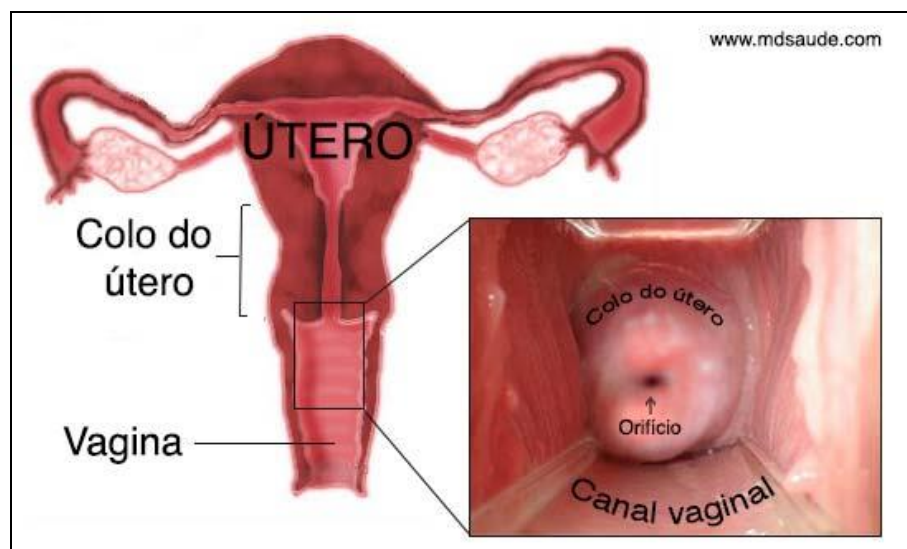 www.mdsaude.com
ÚTERO
Colo do
útero
Vagina
Colo do útero
Orifício
Canal vaginal